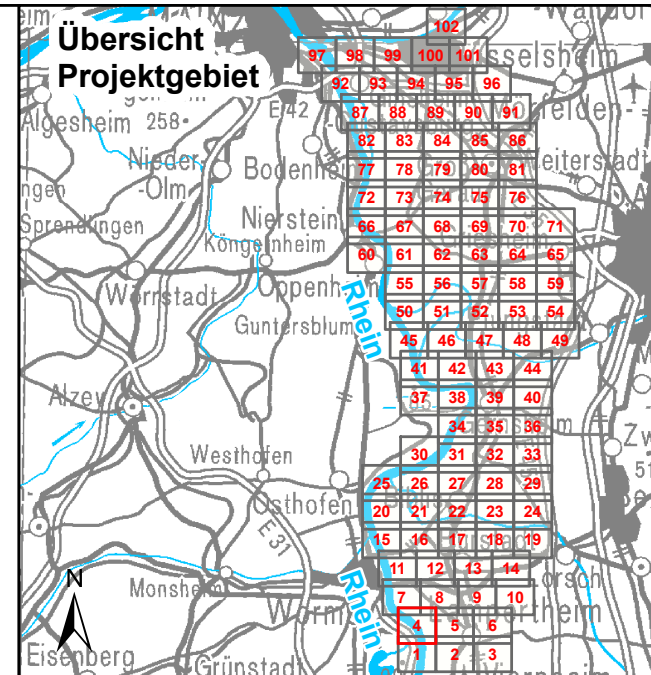 Übersicht
Projektgebiet
102
97 98 99 100 101
sselsheim
92 93 94 95 96
E 42
87 88 89 90 91
Algesheim 258
82 83 84 85 86
Nieder-
-Olm
Bodenheim
77 78 79 80 81
eiterstadt
72 73 74 75 76
Sprendlingen
Nierstein
66 67 68 69 70 71
Köngernheim
60 61 62 63 64 65
Wörrstadt
Oppenheim
55 56 57 58 59
Rhein
50 51 52 53 54
Guntersblum
45 46 47 48 49
41 42 43 44
Alzey
37 38 39 40
34 35 36
Westhofen
30 31 32 33
25 26 27 28 29
Osthofen
20 21 22 23 24
E 31
15 16 17 18 19
11 12 13 14
orsch
N
Monsheim
Rhein
7 8 9 10
Worms
4 5 6
Eisenberg
Grünstadt
1 2 3